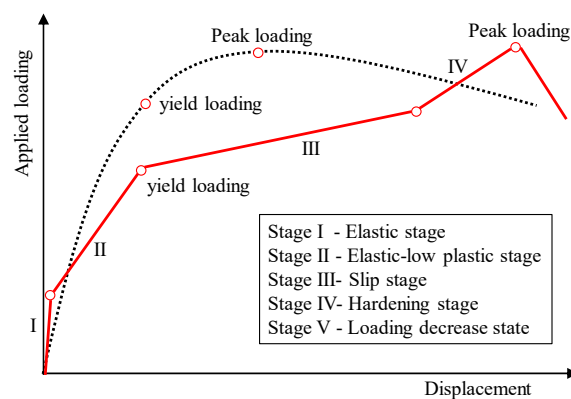 Peak loading
Peak loading
IV
yield loading
III
yield loading
II
I
Applied loading
Stage I - Elastic stage
Stage II - Elastic-low plastic stage
Stage III- Slip stage
Stage IV- Hardening stage
Stage V - Loading decrease state
Displacement